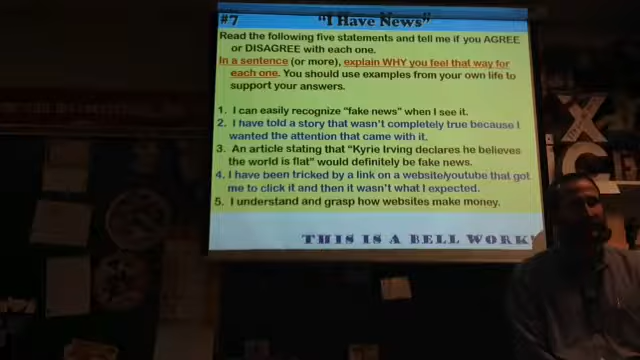 #7 "I Have News"
Read the following five statements and tell me if you AGREE
or DISAGREE with each one.
In a sentence (or more), explain WHY you feel that way for
each one. You should use examples from your own life to
support your answers.
1. I can easily recognize "fake news" when I see it.
2. I have told a story that wasn't completely true because I
wanted the attention that came with it.
3. An article stating that "Kyrie Irving declares he believes
the world is flat" would definitely be fake news.
4. I have been tricked by a link on a website/youtube that got
me to click it and then it wasn't what I expected.
5. I understand and grasp how websites make money.
THIS IS A BELL WORK!
X
G